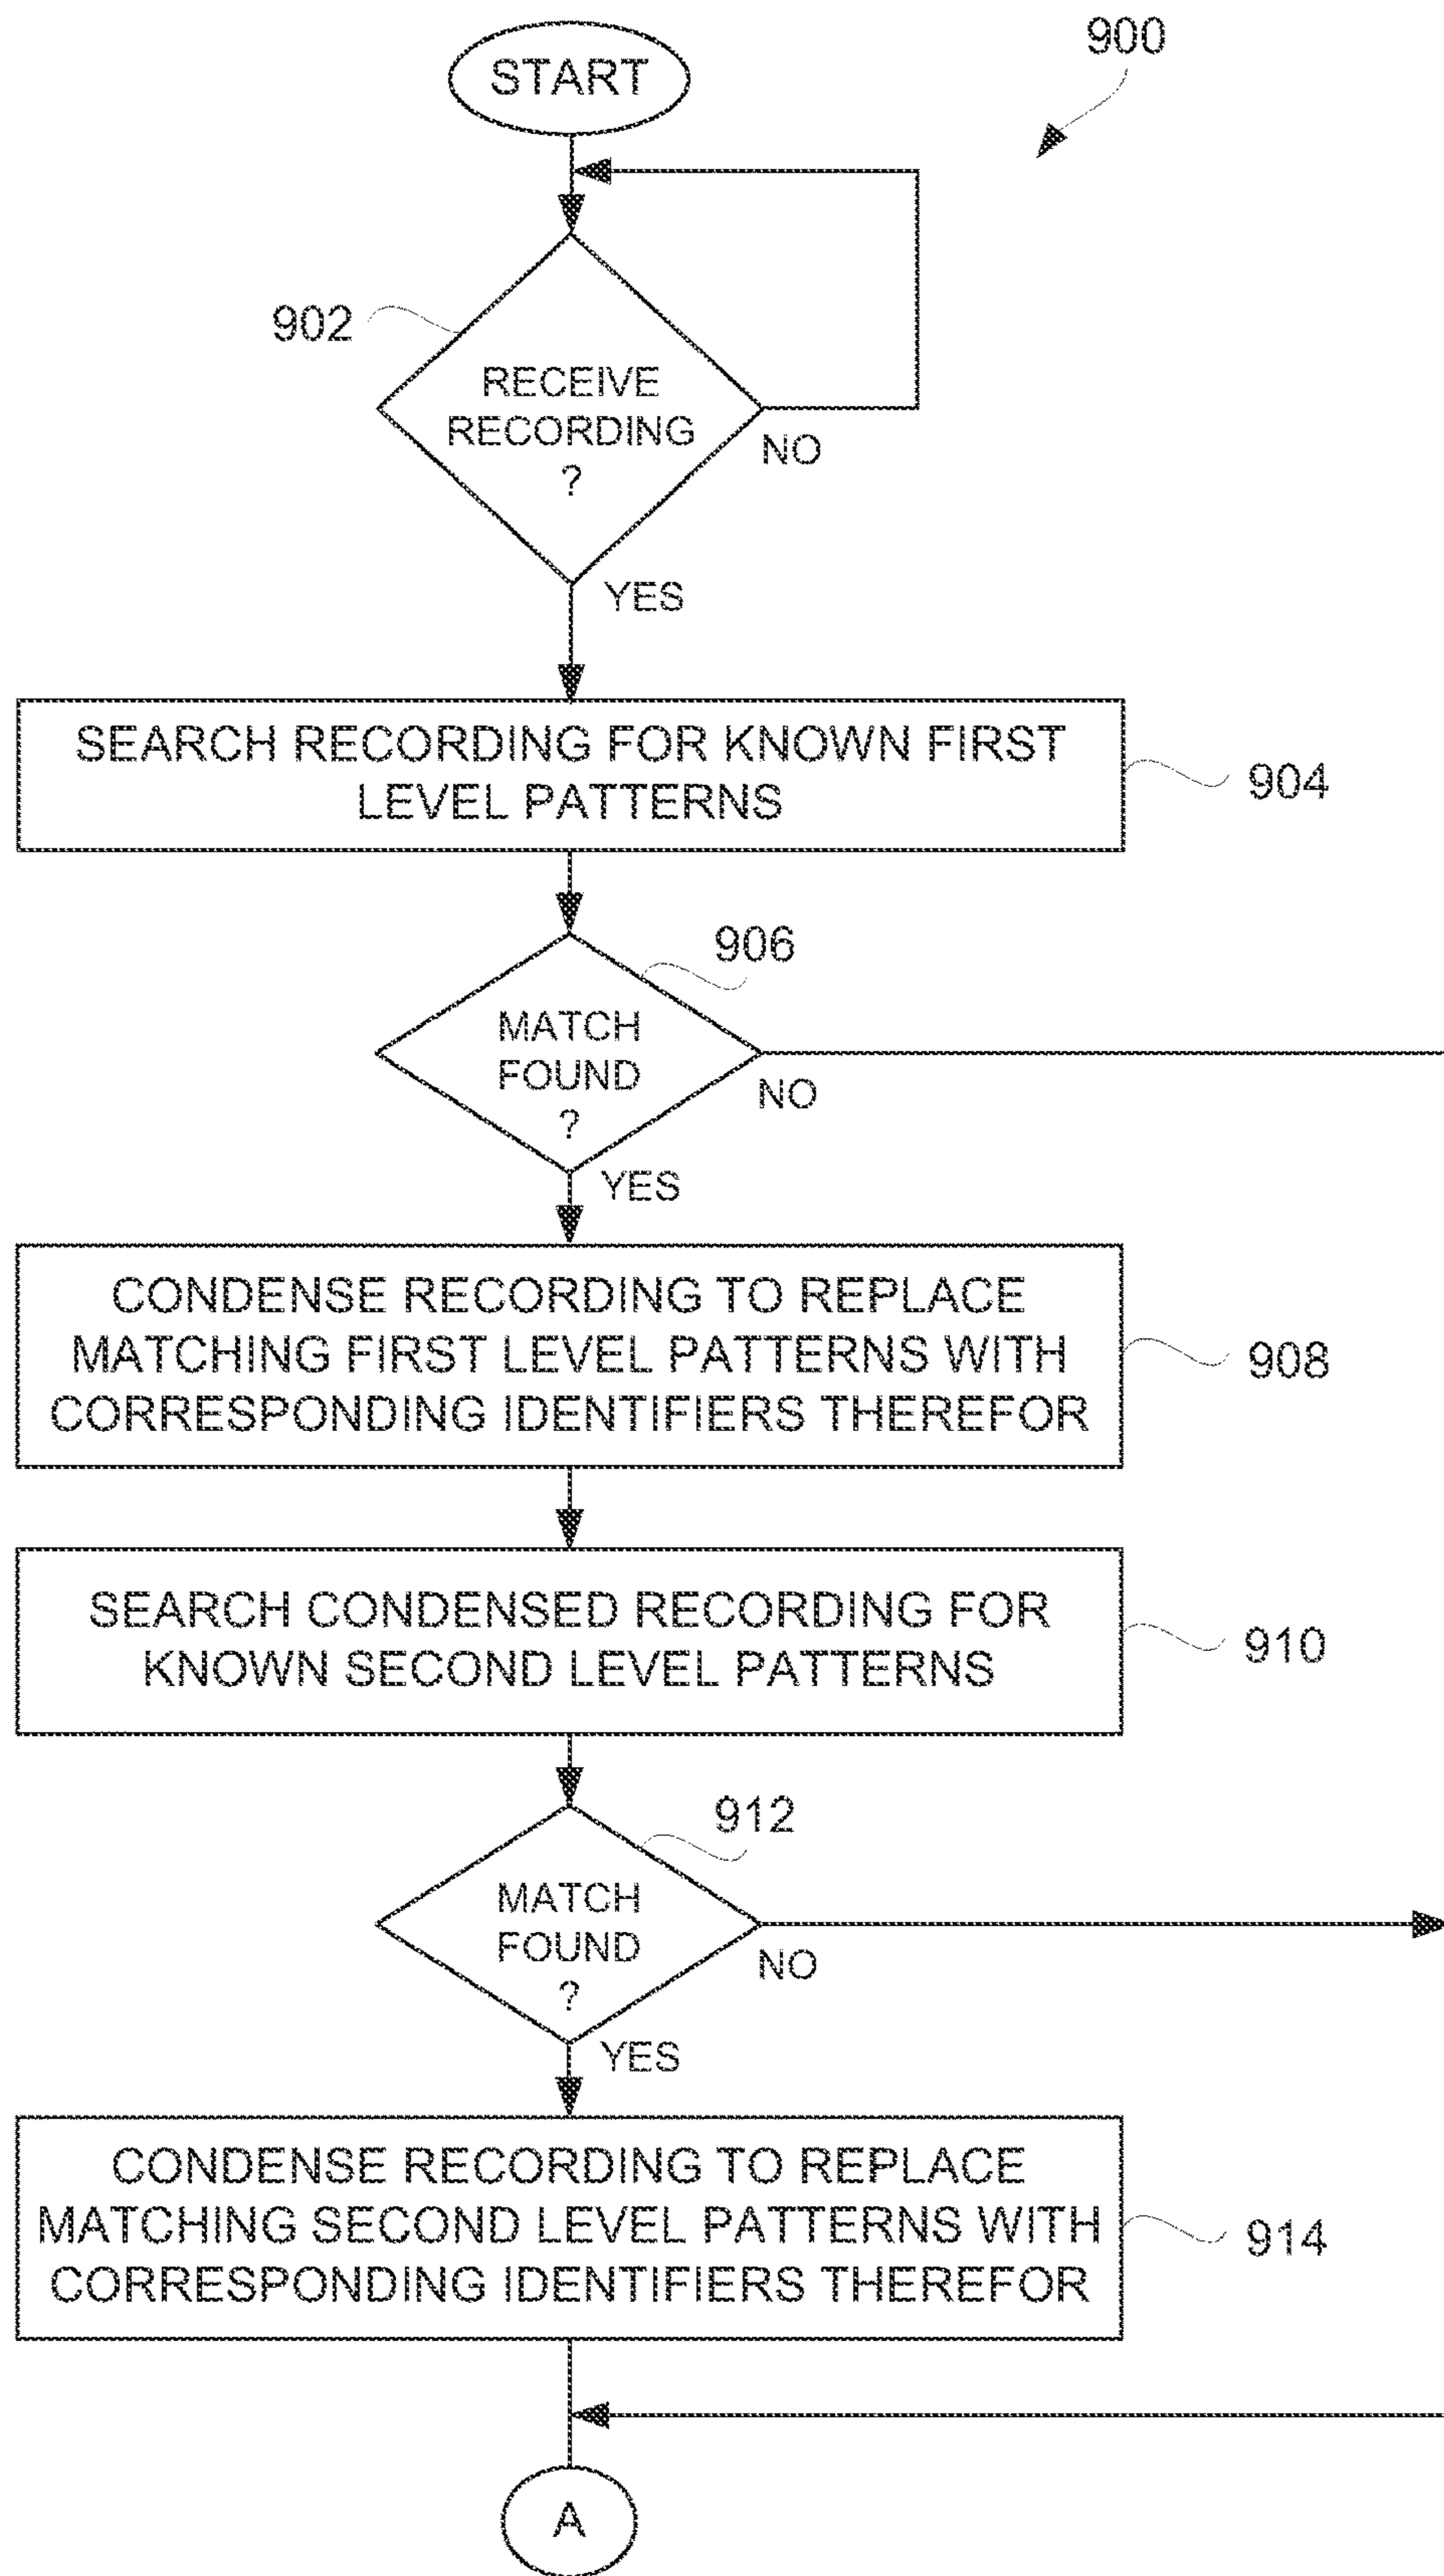 START
900
902
RECEIVE
RECORDING
?
NO
YES
SEARCH RECORDING FOR KNOWN FIRST
LEVEL PATTERNS
904
906
MATCH
FOUND
?
NO
YES
CONDENSE RECORDING TO REPLACE
MATCHING FIRST LEVEL PATTERNS WITH
CORRESPONDING IDENTIFIERS THEREFOR
908
SEARCH CONDENSED RECORDING FOR
KNOWN SECOND LEVEL PATTERNS
910
912
MATCH
FOUND
?
NO
YES
CONDENSE RECORDING TO REPLACE
MATCHING SECOND LEVEL PATTERNS WITH
CORRESPONDING IDENTIFIERS THEREFOR
914
A